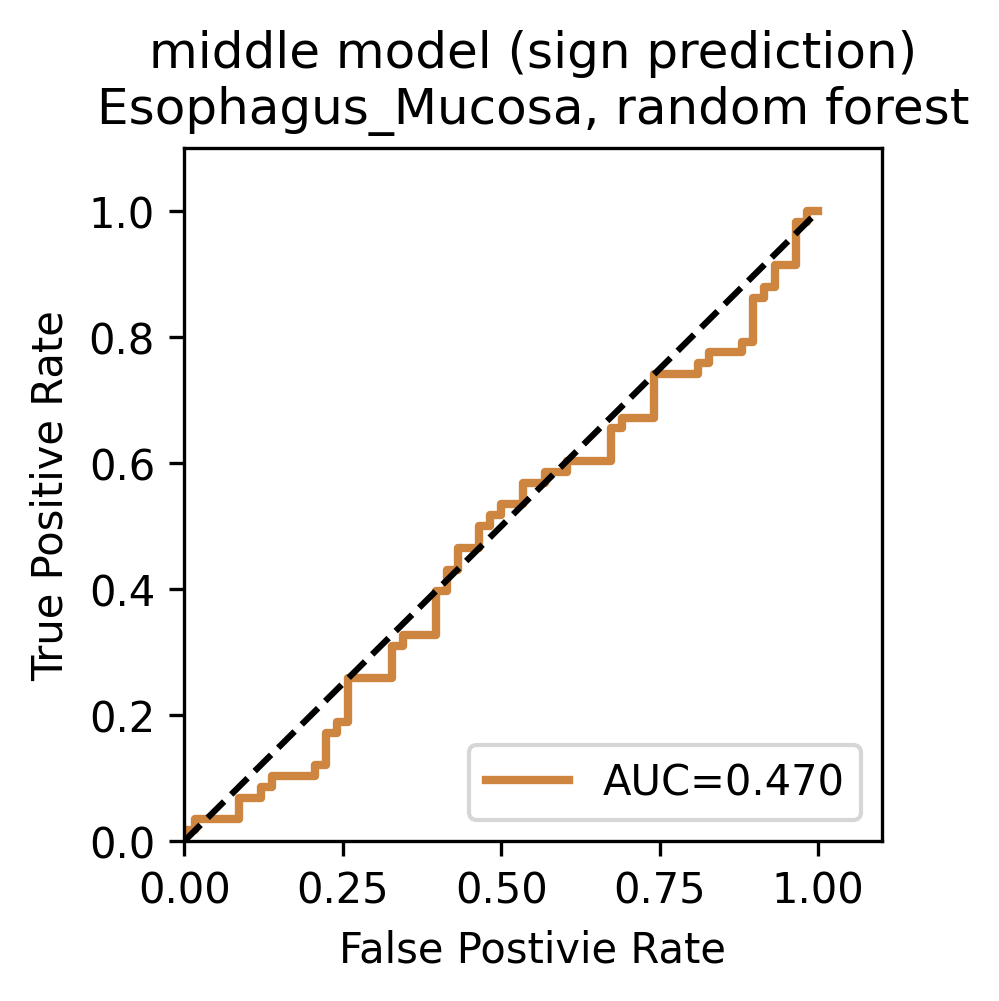 middle model (sign prediction)
Esophagus_Mucosa, random forest
True Positive Rate
1.0
0.8
0.6
0.4
0.2
0.0
AUC=0.470
0.00 0.25 0.50 0.75 1.00
False Postivie Rate